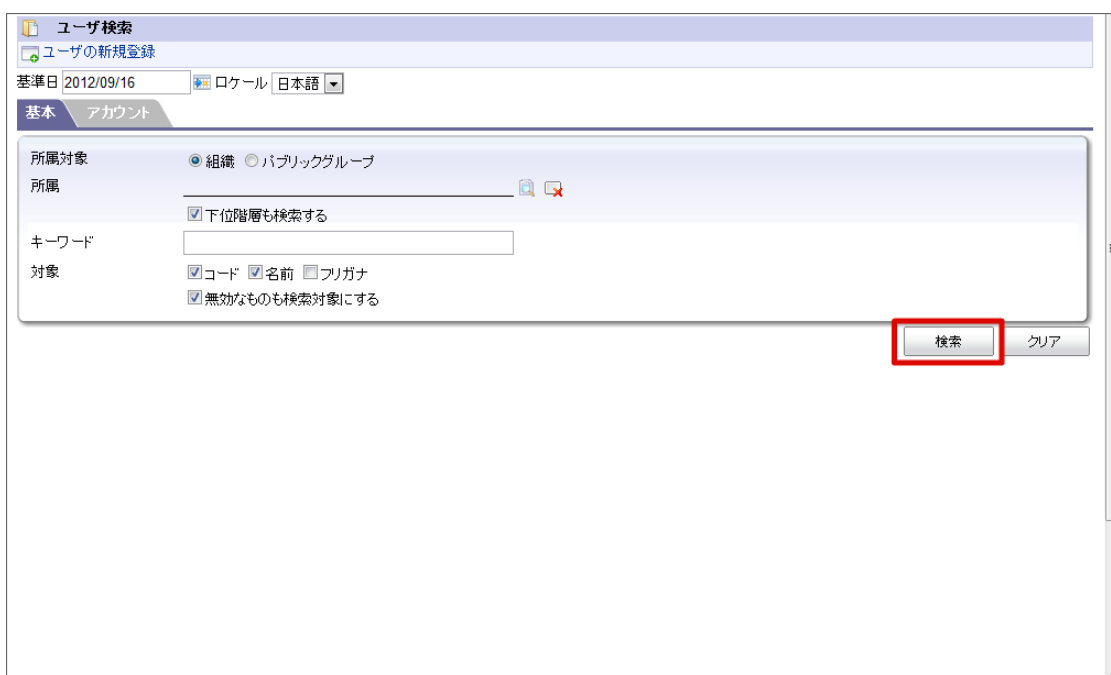 ユーザ検索
ユーザの新規登録
基準日 2012/09/16 ロケール 日本語
基本 アカウント
所属対象 組織 パブリックグループ
所属
下位階層も検索する
キーワード
対象 コード 名前 フリガナ
無効なものも検索対象にする
検索 クリア